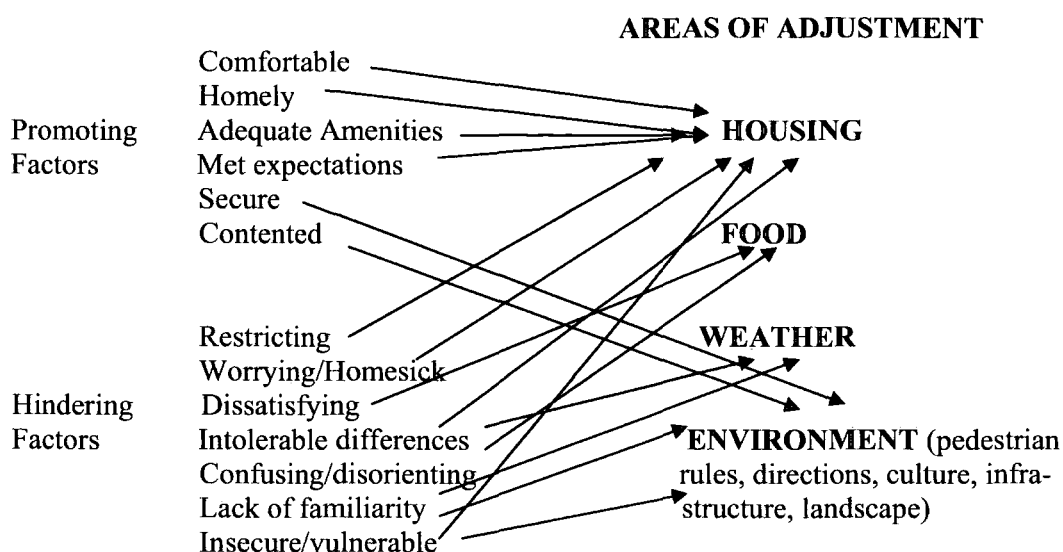 AREAS OF ADJUSTMENT
Comfortable
Homely
Promoting Adequate Amenities HOUSING
Factors Met expectations
Secure
Contented FOOD
Restricting WEATHER
Worrying/Homesick
Hindering Dissatisfying
Factors Intolerable differences ENVIRONMENT (pedestrian
Confusing/disorienting rules, directions, culture, infra-
Lack of familiarity structure, landscape)
Insecure/vulnerable